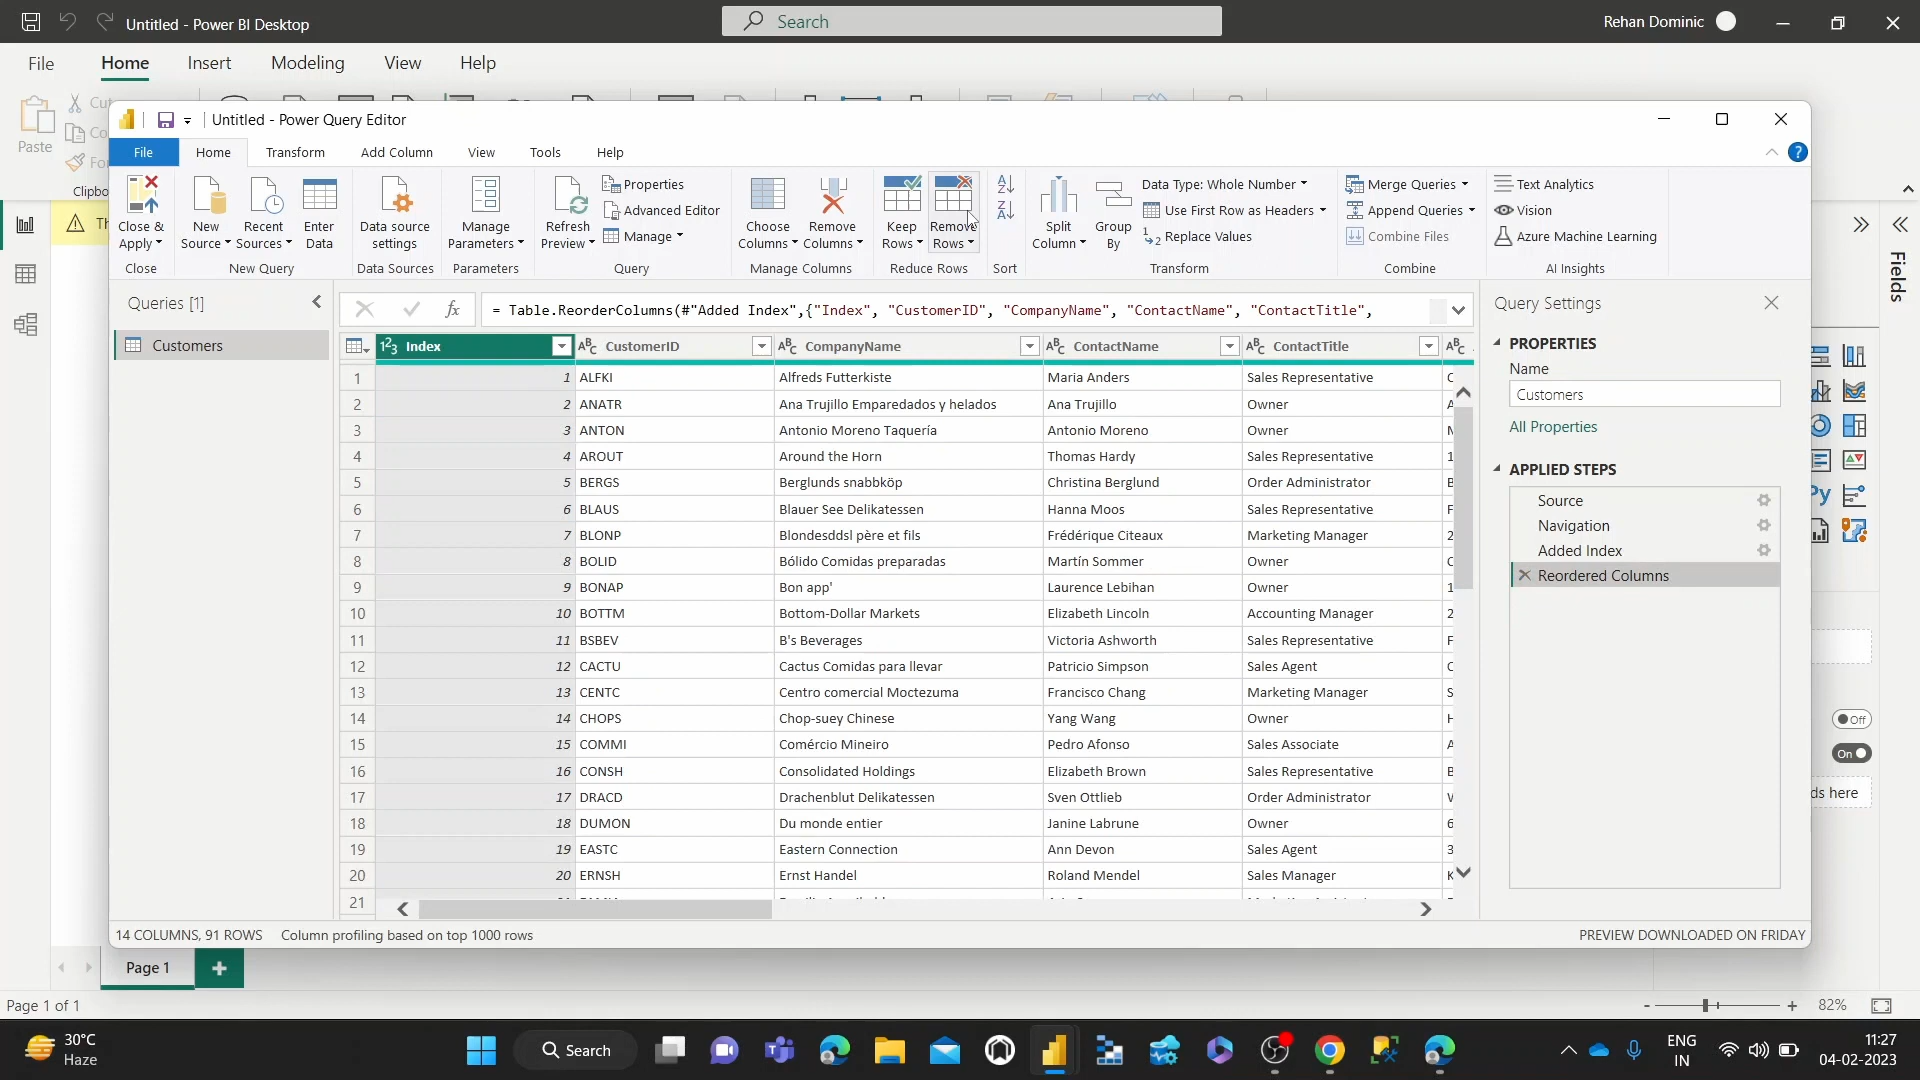 Untitled - Power BI Desktop
Search
Rehan Dominic
File Home Insert Modeling View Help
Paste
Clipbo
Untitled - Power Query Editor
File Home Transform Add Column View Tools Help
Close & Apply
New Source
Recent Sources
Enter Data
Data source settings
Manage Parameters
Refresh Preview
Properties
Advanced Editor
Manage
Choose Columns
Remove Columns
Keep Rows
Remove Rows
Split Column
Group By
Data Type: Whole Number
Use First Row as Headers
Replace Values
Merge Queries
Append Queries
Combine Files
Text Analytics
Vision
Azure Machine Learning
Close New Query Data Sources Parameters Query Manage Columns Reduce Rows Sort Transform Combine AI Insights
Queries [1]
Customers
= Table.ReorderColumns(#"Added Index",{"Index", "CustomerID", "CompanyName", "ContactName", "ContactTitle",
Index CustomerID CompanyName ContactName ContactTitle
1 1 ALFKI Alfreds Futterkiste Maria Anders Sales Representative
2 2 ANATR Ana Trujillo Emparedados y helados Ana Trujillo Owner
3 3 ANTON Antonio Moreno Taquería Antonio Moreno Owner
4 4 AROUT Around the Horn Thomas Hardy Sales Representative
5 5 BERGS Berglunds snabbköp Christina Berglund Order Administrator
6 6 BLAUS Blauer See Delikatessen Hanna Moos Sales Representative
7 7 BLONP Blondesddsl père et fils Frédérique Citeaux Marketing Manager
8 8 BOLID Bólido Comidas preparadas Martín Sommer Owner
9 9 BONAP Bon app' Laurence Lebihan Owner
10 10 BOTTM Bottom-Dollar Markets Elizabeth Lincoln Accounting Manager
11 11 BSBEV B's Beverages Victoria Ashworth Sales Representative
12 12 CACTU Cactus Comidas para llevar Patricio Simpson Sales Agent
13 13 CENTC Centro comercial Moctezuma Francisco Chang Marketing Manager
14 14 CHOPS Chop-suey Chinese Yang Wang Owner
15 15 COMMI Comércio Mineiro Pedro Afonso Sales Associate
16 16 CONSH Consolidated Holdings Elizabeth Brown Sales Representative
17 17 DRACD Drachenblut Delikatessen Sven Ottlieb Order Administrator
18 18 DUMON Du monde entier Janine Labrune Owner
19 19 EASTC Eastern Connection Ann Devon Sales Agent
20 20 ERNSH Ernst Handel Roland Mendel Sales Manager
21
Query Settings
PROPERTIES
Name
Customers
All Properties
APPLIED STEPS
Source
Navigation
Added Index
Reordered Columns
Fields
Off
On
ds here
14 COLUMNS, 91 ROWS Column profiling based on top 1000 rows
PREVIEW DOWNLOADED ON FRIDAY
Page 1
Page 1 of 1
82%
30°C
Haze
Search
ENG
IN
11:27
04-02-2023